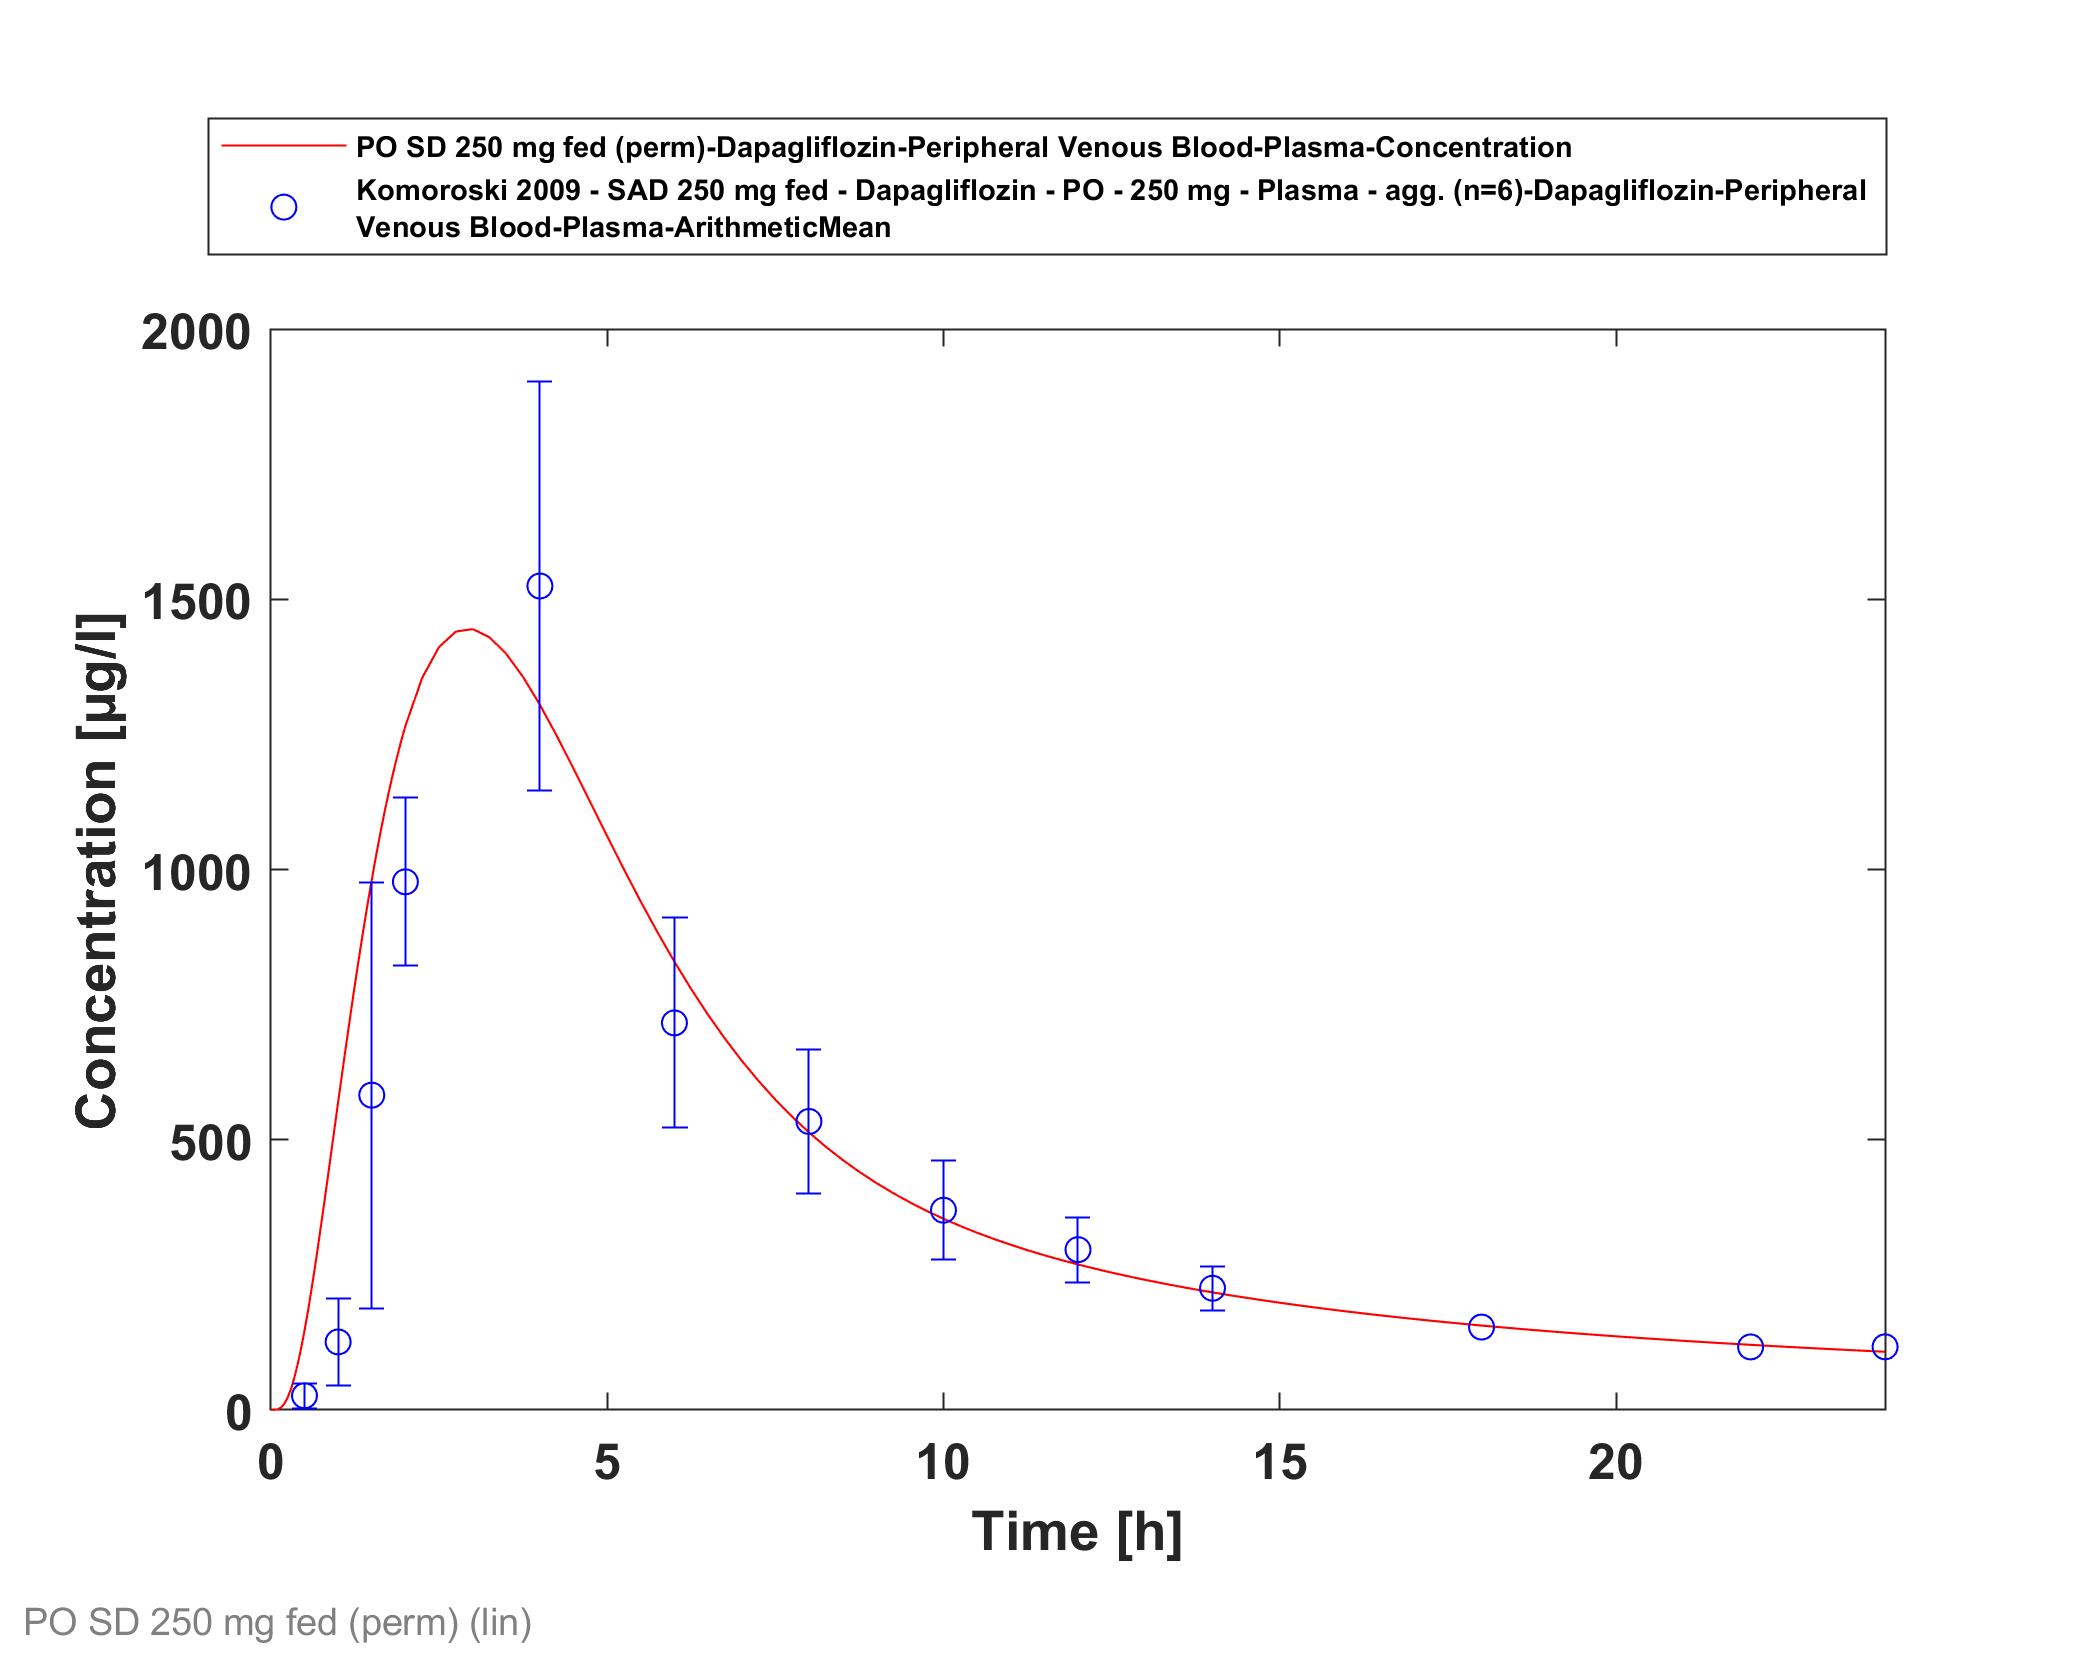 PO SD 250 mg fed (perm)-Dapagliflozin-Peripheral Venous Blood-Plasma-Concentration
Komoroski 2009 - SAD 250 mg fed - Dapagliflozin - PO - 250 mg - Plasma - agg. (n=6)-Dapagliflozin-Peripheral
Venous Blood-Plasma-ArithmeticMean
2000
1500
1000
500
0
Concentration [µg/l]
0 5 10 15 20
Time [h]
PO SD 250 mg fed (perm) (lin)